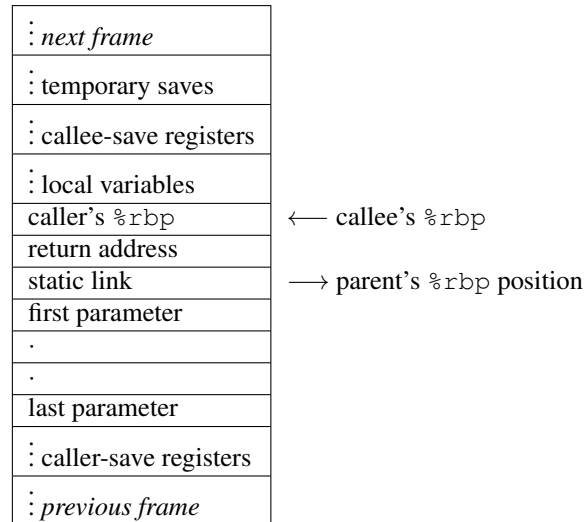 ⋮ next frame
⋮ temporary saves
⋮ callee-save registers
⋮ local variables
caller's %rbp ⟵ callee's %rbp
return address
static link ⟶ parent's %rbp position
first parameter
.
.
last parameter
⋮ caller-save registers
⋮ previous frame